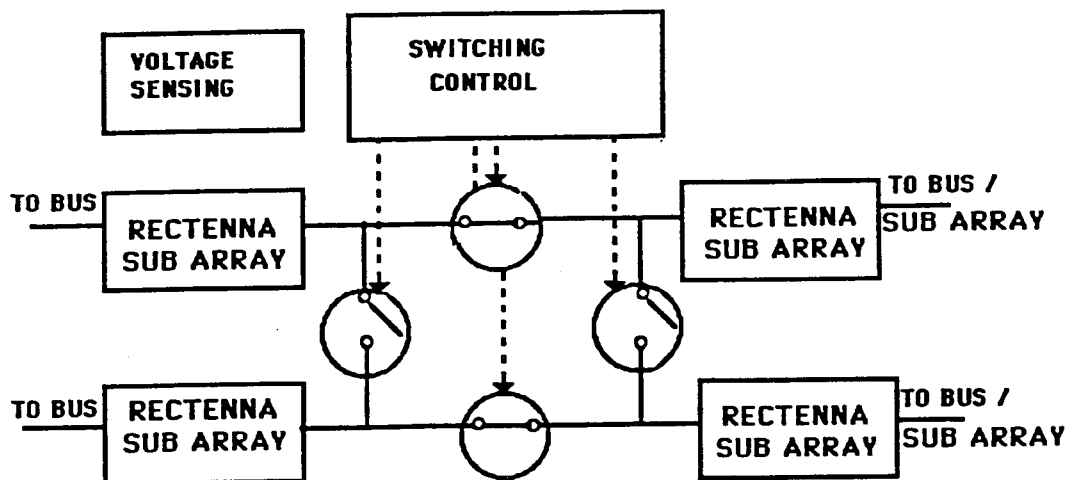 VOLTAGE
SENSING
SWITCHING
CONTROL
TO BUS
RECTENNA
SUB ARRAY
RECTENNA
SUB ARRAY
TO BUS /
SUB ARRAY
TO BUS
RECTENNA
SUB ARRAY
RECTENNA
SUB ARRAY
TO BUS /
SUB ARRAY